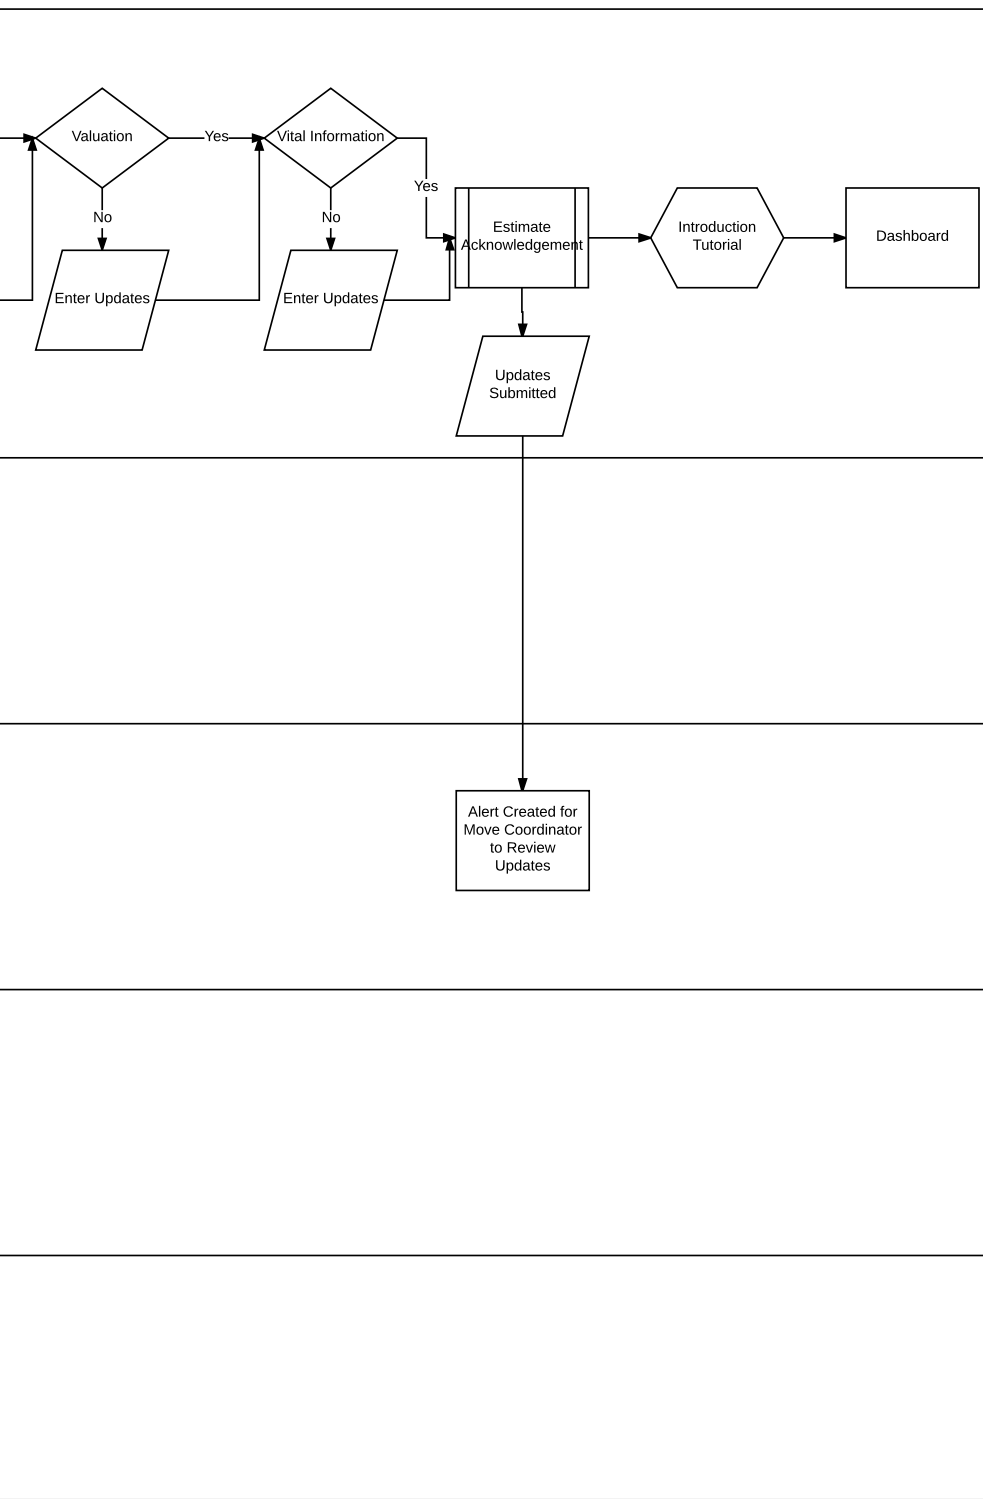 Valuation
Yes
Vital Information
Yes
No
No
Enter Updates
Enter Updates
Estimate
Acknowledgement
Introduction
Tutorial
Dashboard
Updates
Submitted
Alert Created for
Move Coordinator
to Review
Updates